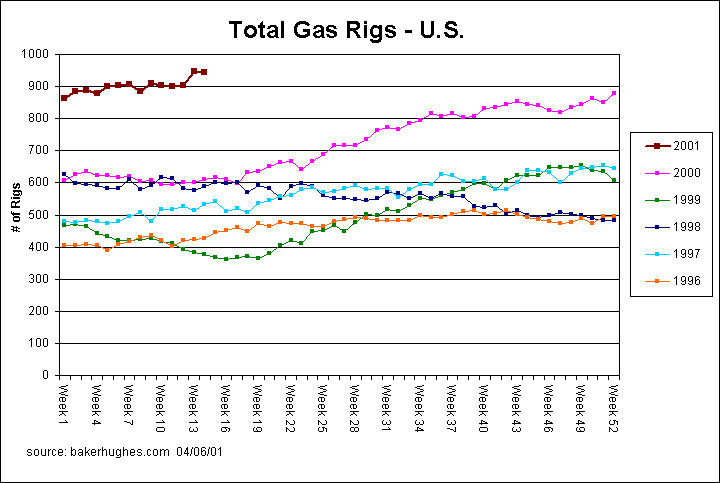 Total Gas Rigs - U.S.
# of Rigs
1000
900
800
700
600
500
400
300
200
100
0
Week 1
Week 4
Week 7
Week 10
Week 13
Week 16
Week 19
Week 22
Week 25
Week 28
Week 31
Week 34
Week 37
Week 40
Week 43
Week 46
Week 49
Week 52
2001
2000
1999
1998
1997
1996
source: bakerhughes.com 04/06/01